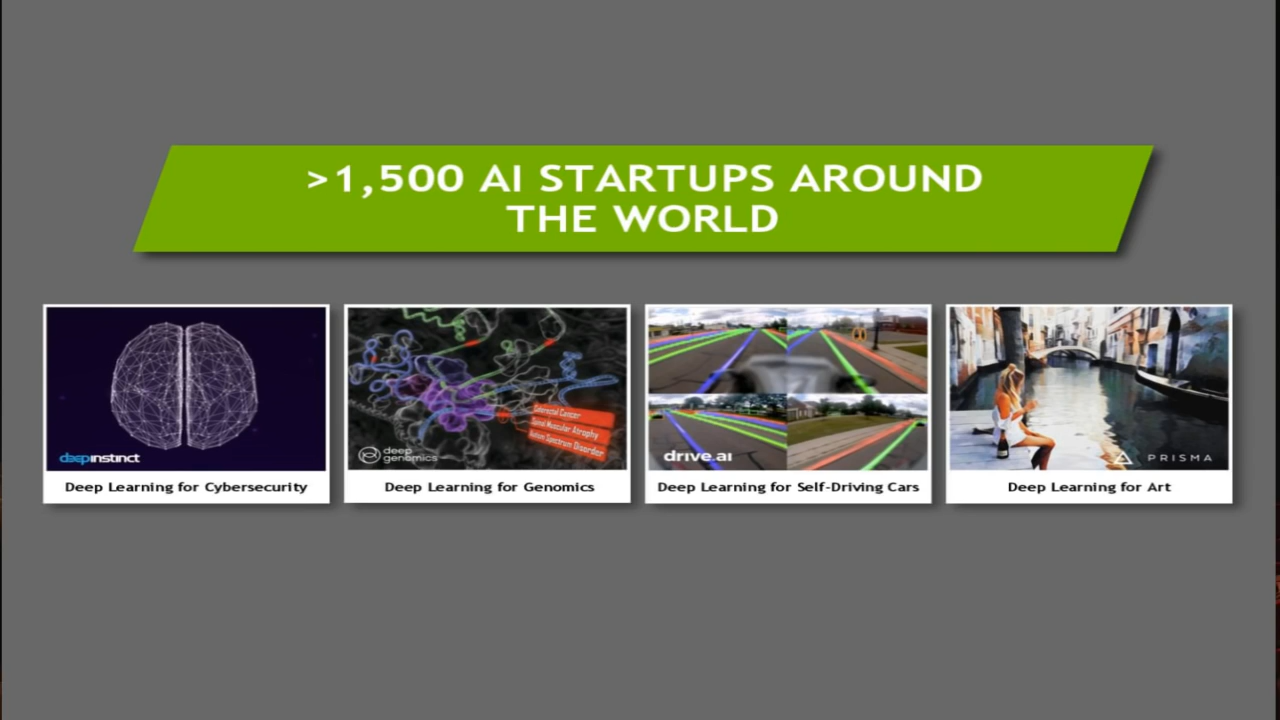 >1,500 AI STARTUPS AROUND
THE WORLD
deepinstinct
Deep Learning for Cybersecurity
Colorectal Cancer
Spinal Muscular Atrophy
Autism Spectrum Disorder
deep
genomics
Deep Learning for Genomics
drive.ai
Deep Learning for Self-Driving Cars
PRISMA
Deep Learning for Art